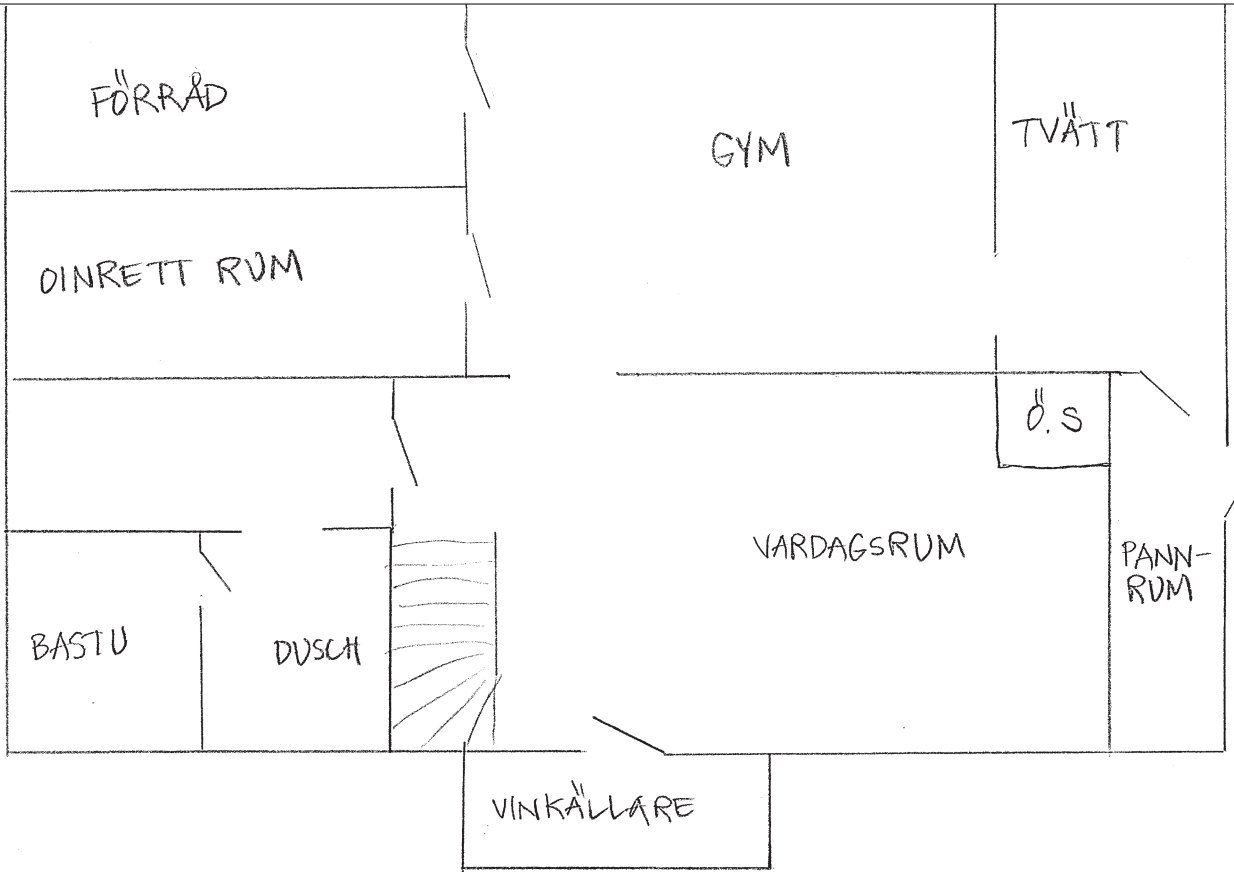 FÖRRÅD
GYM
TVÄTT
OINRETT RUM
Ö.S
VARDAGSRUM
PANN-
RUM
BASTU
DUSCH
VINKÄLLARE